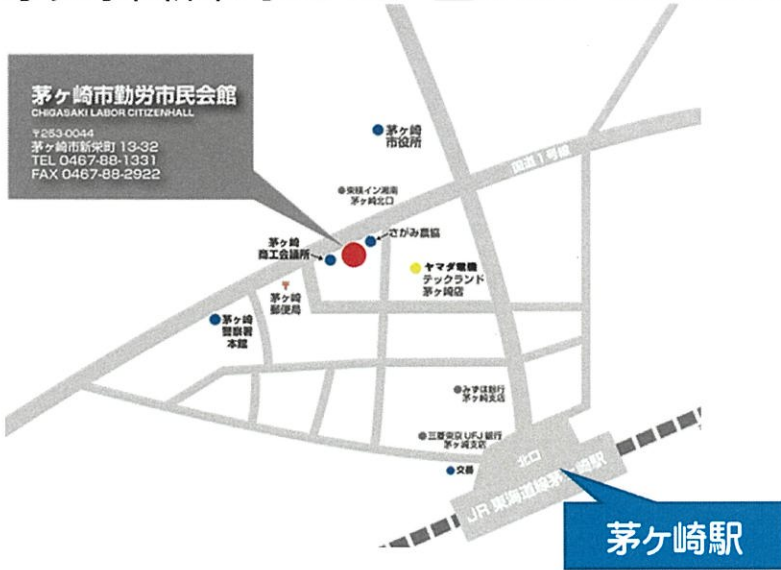 茅ヶ崎市勤労市民会館
CHIGASAKI LABOR CITIZENHALL
〒253-0044
茅ヶ崎市新栄町 13-32
TEL 0467-88-1331
FAX 0467-88-2922
茅ヶ崎
市役所
国道1号線
東横イン湘南
茅ヶ崎北口
さがみ農協
茅ヶ崎
商工会議所
ヤマダ電機
テックランド
茅ヶ崎店
〒
茅ヶ崎
郵便局
茅ヶ崎
警察署
本館
みずほ銀行
茅ヶ崎支店
三菱東京 UFJ 銀行
茅ヶ崎支店
交番
北口
JR 東海道線茅ヶ崎駅
茅ヶ崎駅